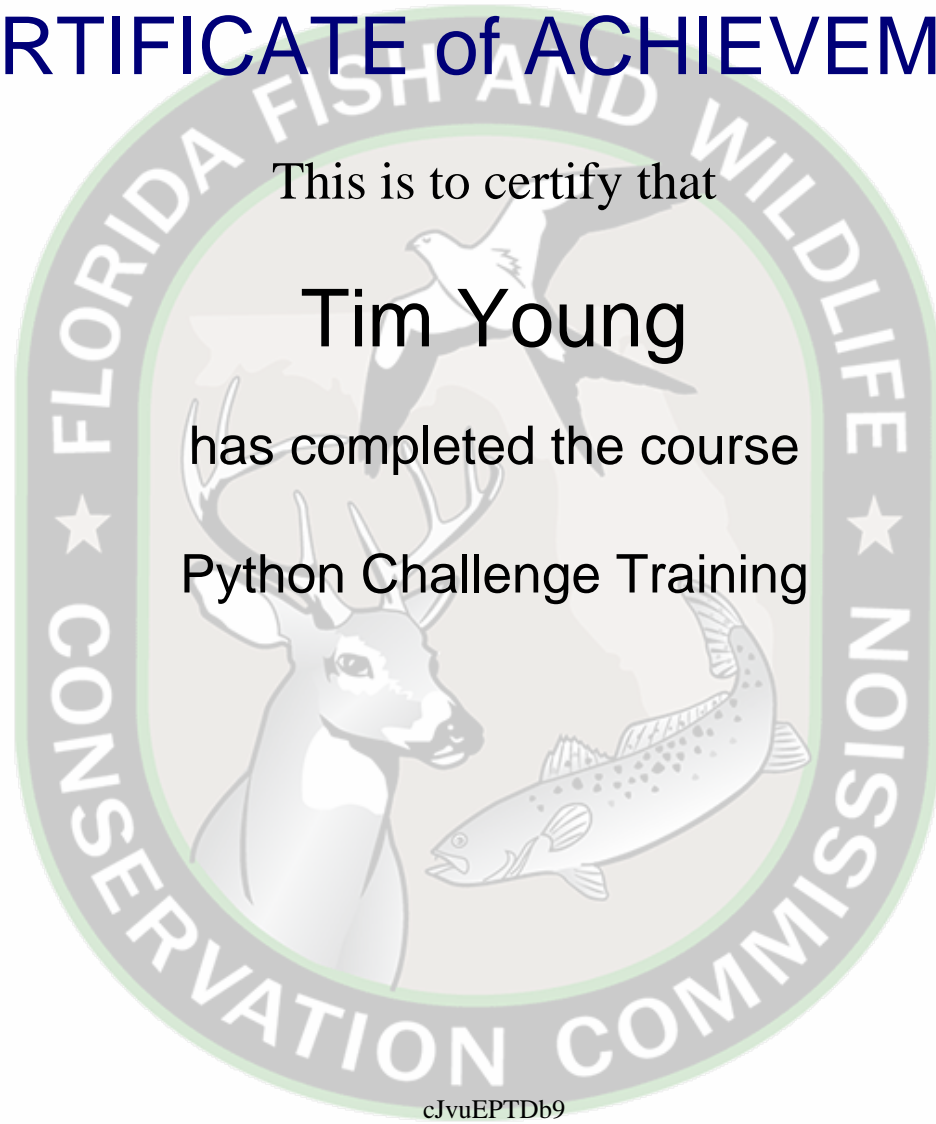 RTIFICATE of ACHIEVEM
FLORIDA FISH AND WILDLIFE
This is to certify that
Tim Young
has completed the course
Python Challenge Training
CONSERVATION COMMISSION
cJvuEPTDb9